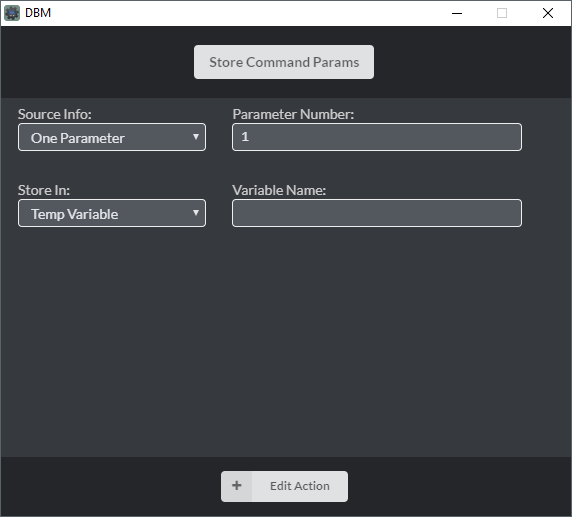 DBM
Store Command Params
Source Info: Parameter Number:
One Parameter 1
Store In: Variable Name:
Temp Variable
Edit Action